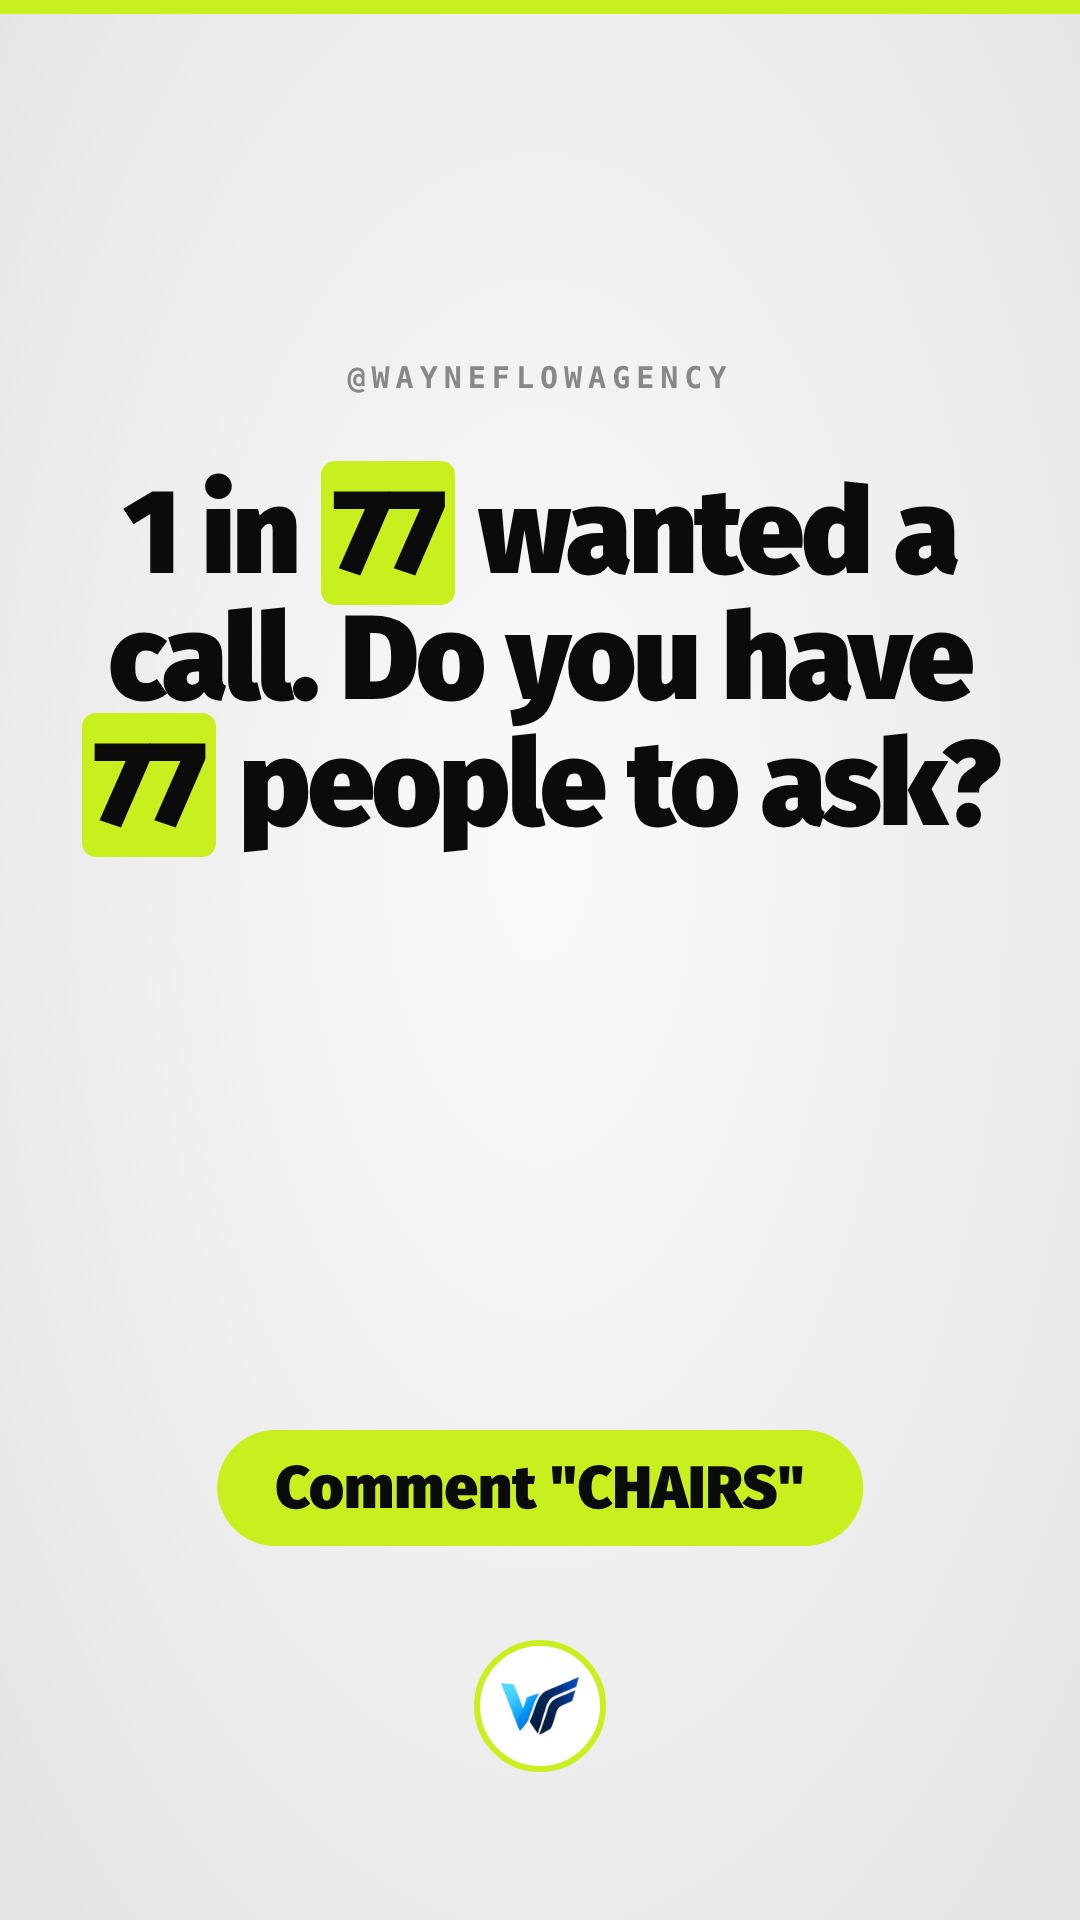 @WAYNEFLOWAGENCY
1 in 77 wanted a
call. Do you have
77 people to ask?
Comment "CHAIRS"